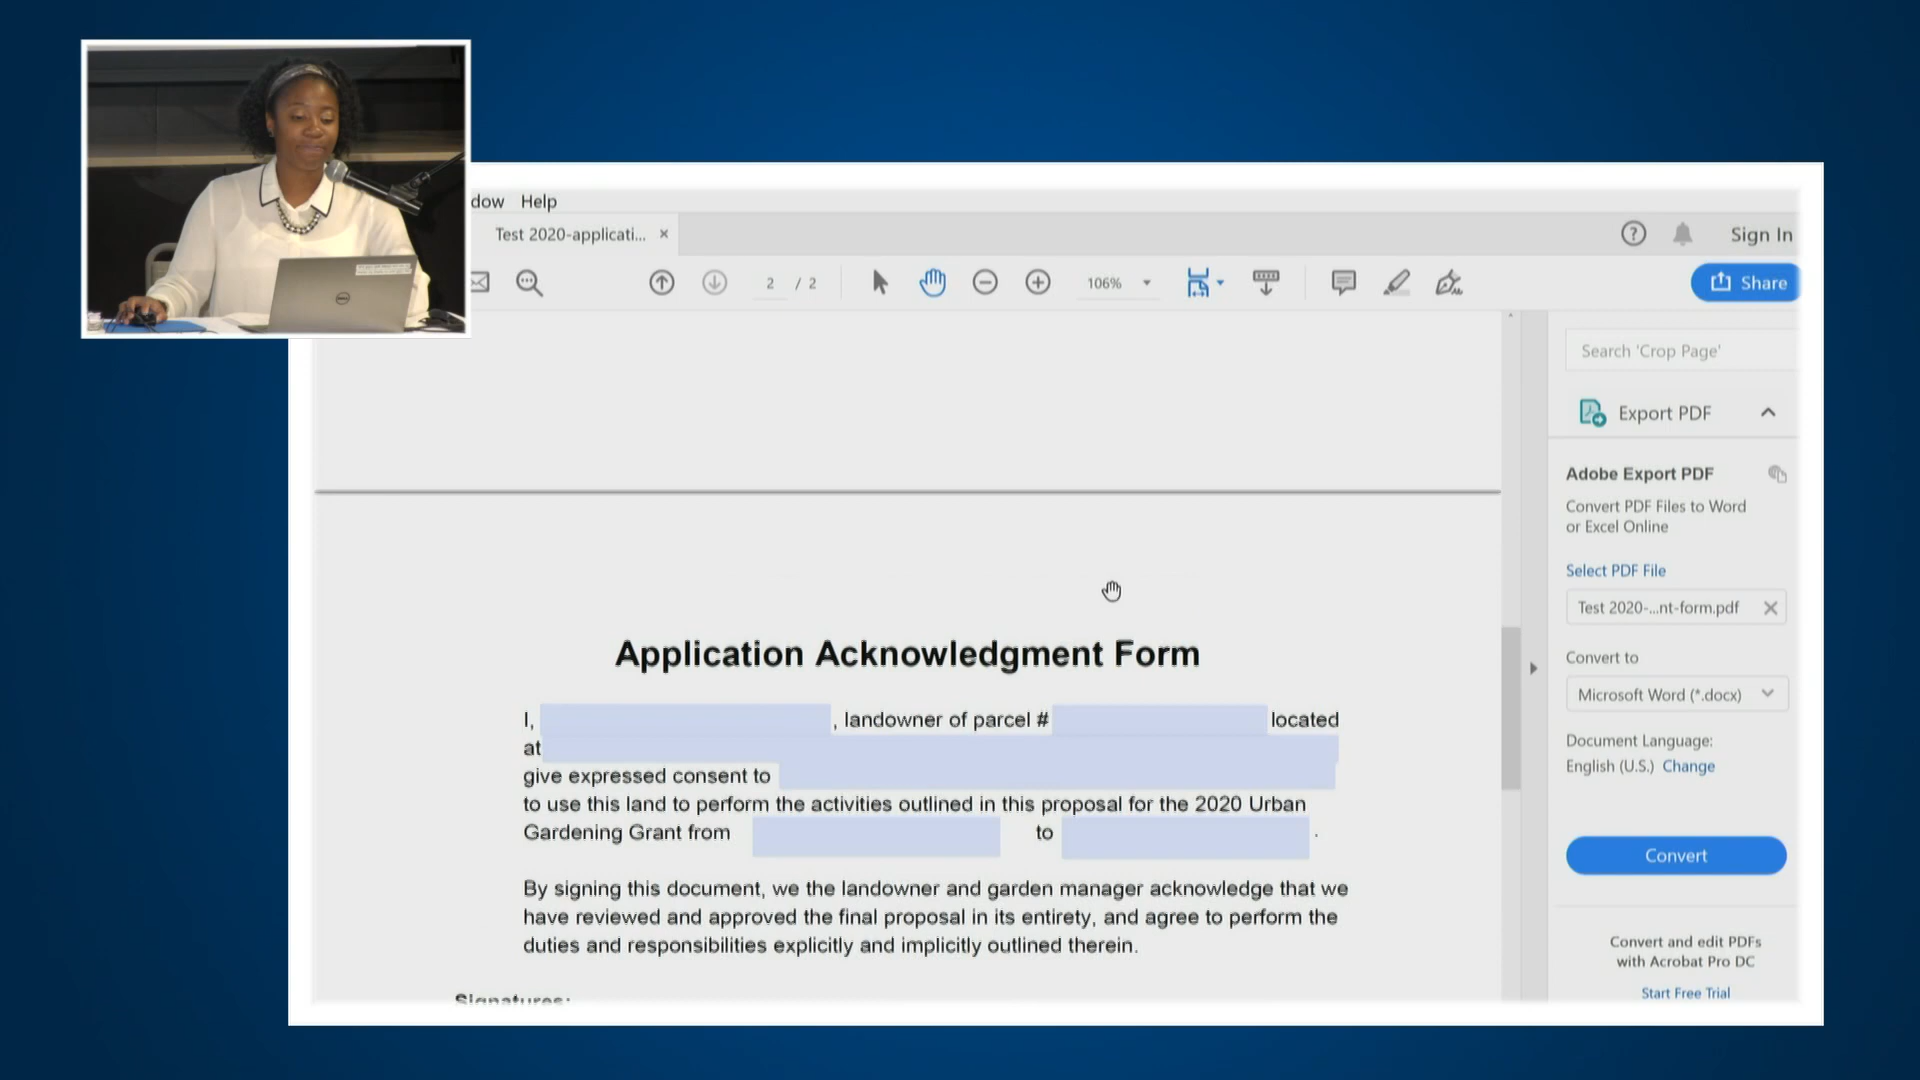 dow Help
Test 2020-applicati... ×
Sign In
2 / 2
106%
Share
Search 'Crop Page'
Export PDF
Adobe Export PDF
Convert PDF Files to Word
or Excel Online
Select PDF File
Test 2020-...nt-form.pdf
Convert to
Microsoft Word (*.docx)
Document Language:
English (U.S.) Change
Convert
Convert and edit PDFs
with Acrobat Pro DC
Start Free Trial
Application Acknowledgment Form
I, , landowner of parcel # located
at
give expressed consent to
to use this land to perform the activities outlined in this proposal for the 2020 Urban
Gardening Grant from to .
By signing this document, we the landowner and garden manager acknowledge that we
have reviewed and approved the final proposal in its entirety, and agree to perform the
duties and responsibilities explicitly and implicitly outlined therein.
Signatures:
DELL